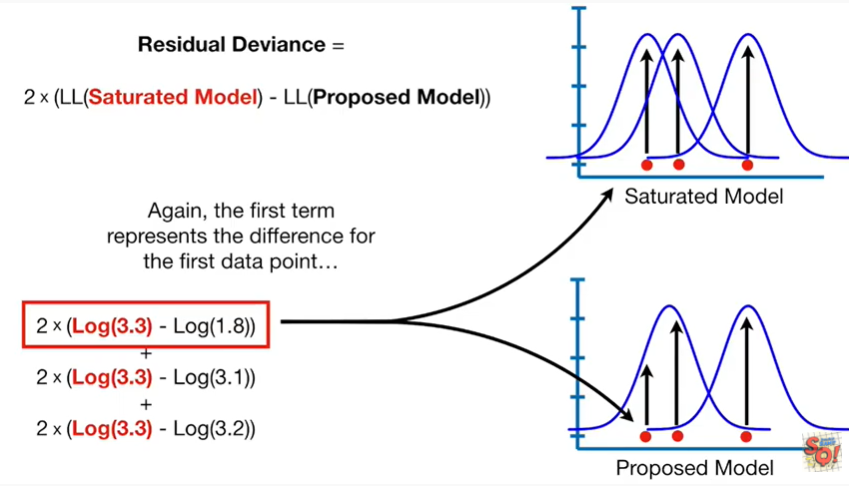 Residual Deviance =
2 x (LL(Saturated Model) - LL(Proposed Model))
Again, the first term
represents the difference for
the first data point…
2 x (Log(3.3) - Log(1.8))
+
2 x (Log(3.3) - Log(3.1))
+
2 x (Log(3.3) - Log(3.2))
Saturated Model
Proposed Model
SQ!